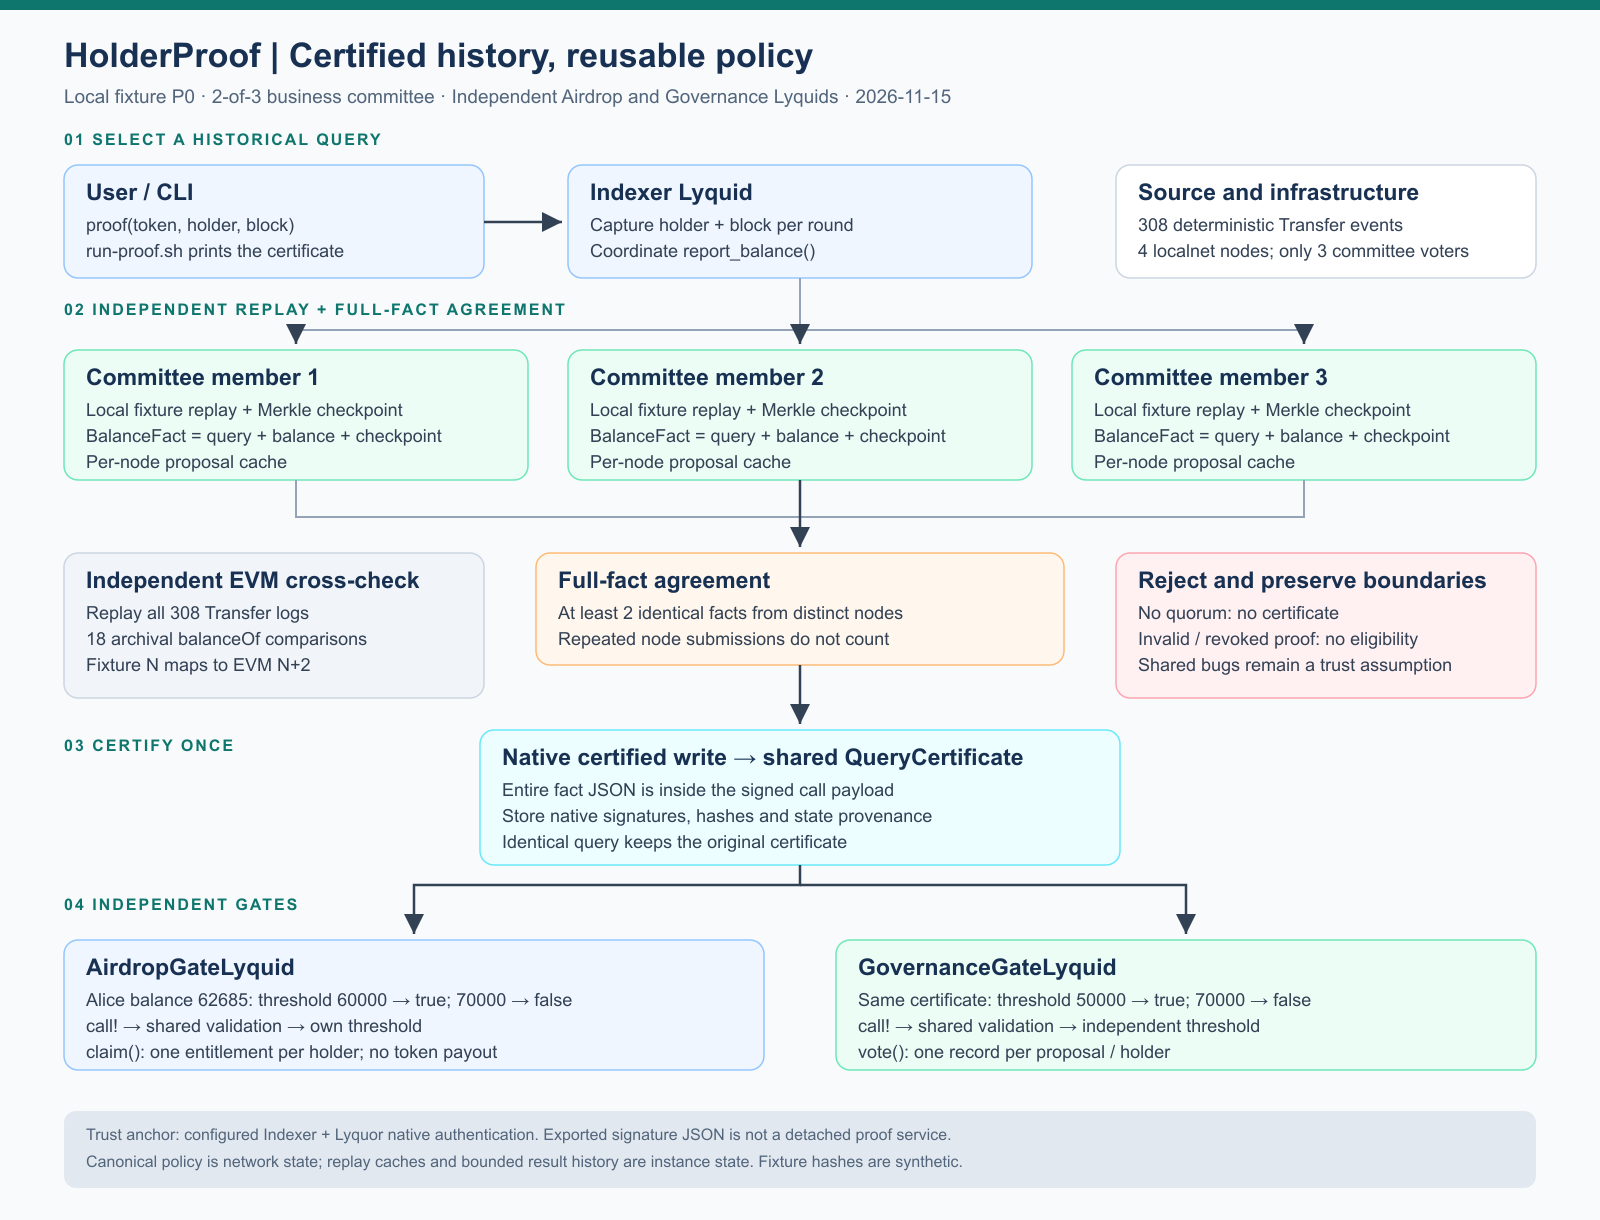 HolderProof | Certified history, reusable policy
Local fixture P0 · 2-of-3 business committee · Independent Airdrop and Governance Lyquids · 2026-11-15
01 SELECT A HISTORICAL QUERY
User / CLI
proof(token, holder, block)
run-proof.sh prints the certificate
Indexer Lyquid
Capture holder + block per round
Coordinate report_balance()
Source and infrastructure
308 deterministic Transfer events
4 localnet nodes; only 3 committee voters
02 INDEPENDENT REPLAY + FULL-FACT AGREEMENT
Committee member 1
Local fixture replay + Merkle checkpoint
BalanceFact = query + balance + checkpoint
Per-node proposal cache
Committee member 2
Local fixture replay + Merkle checkpoint
BalanceFact = query + balance + checkpoint
Per-node proposal cache
Committee member 3
Local fixture replay + Merkle checkpoint
BalanceFact = query + balance + checkpoint
Per-node proposal cache
Independent EVM cross-check
Replay all 308 Transfer logs
18 archival balanceOf comparisons
Fixture N maps to EVM N+2
Full-fact agreement
At least 2 identical facts from distinct nodes
Repeated node submissions do not count
Reject and preserve boundaries
No quorum: no certificate
Invalid / revoked proof: no eligibility
Shared bugs remain a trust assumption
03 CERTIFY ONCE
Native certified write → shared QueryCertificate
Entire fact JSON is inside the signed call payload
Store native signatures, hashes and state provenance
Identical query keeps the original certificate
04 INDEPENDENT GATES
AirdropGateLyquid
Alice balance 62685: threshold 60000 → true; 70000 → false
call! → shared validation → own threshold
claim(): one entitlement per holder; no token payout
GovernanceGateLyquid
Same certificate: threshold 50000 → true; 70000 → false
call! → shared validation → independent threshold
vote(): one record per proposal / holder
Trust anchor: configured Indexer + Lyquor native authentication. Exported signature JSON is not a detached proof service.
Canonical policy is network state; replay caches and bounded result history are instance state. Fixture hashes are synthetic.